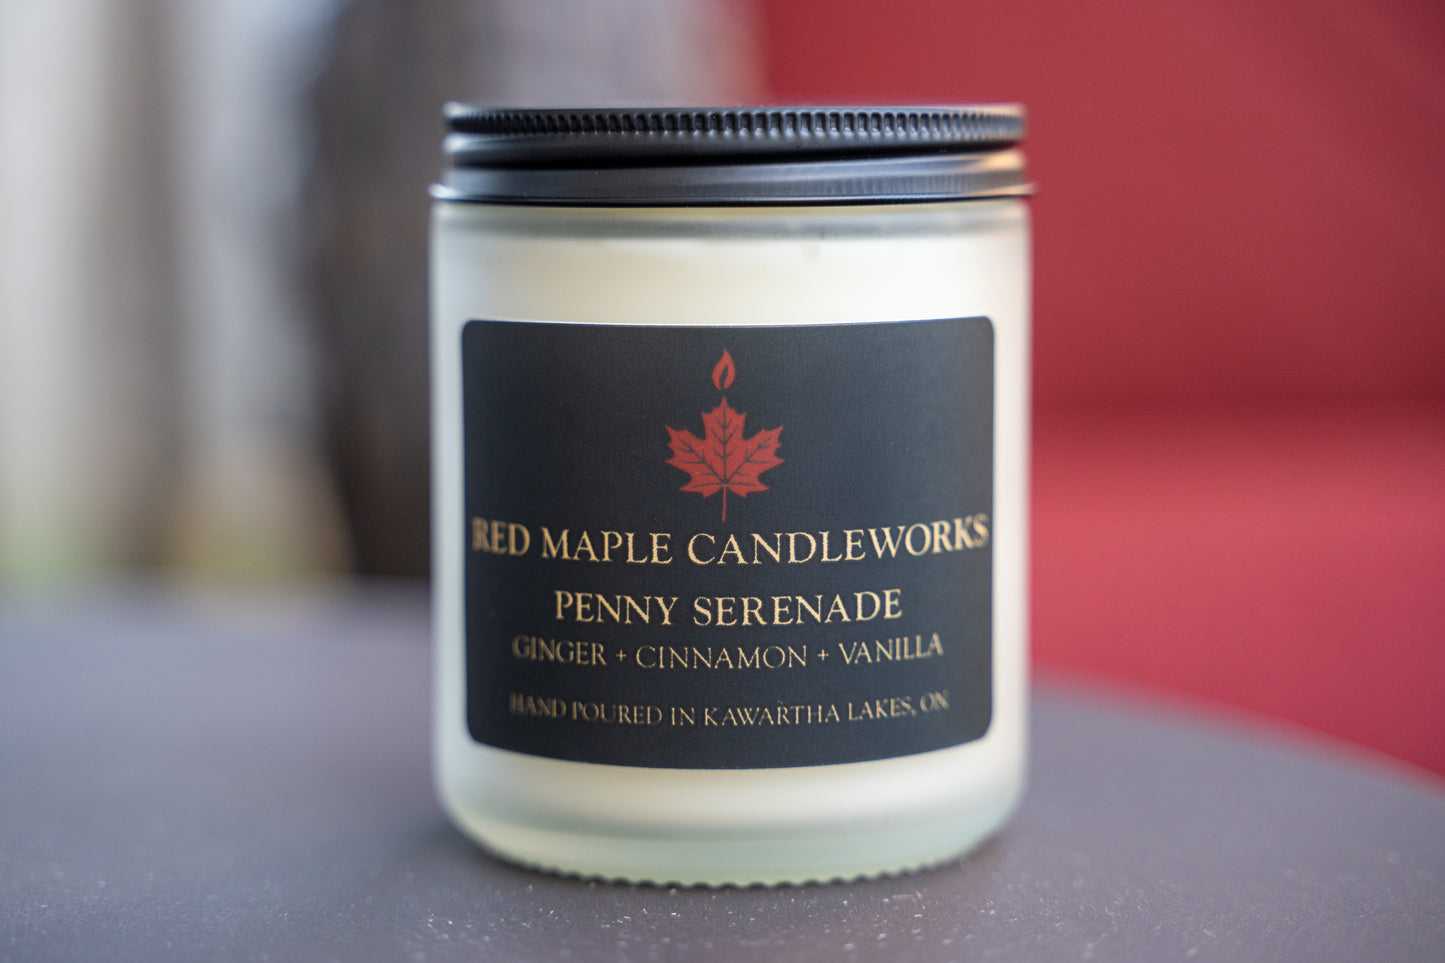 RED MAPLE CANDLEWORKS
PENNY SERENADE
GINGER + CINNAMON + VANILLA
HAND POURED IN KAWARTHA LAKES, ON